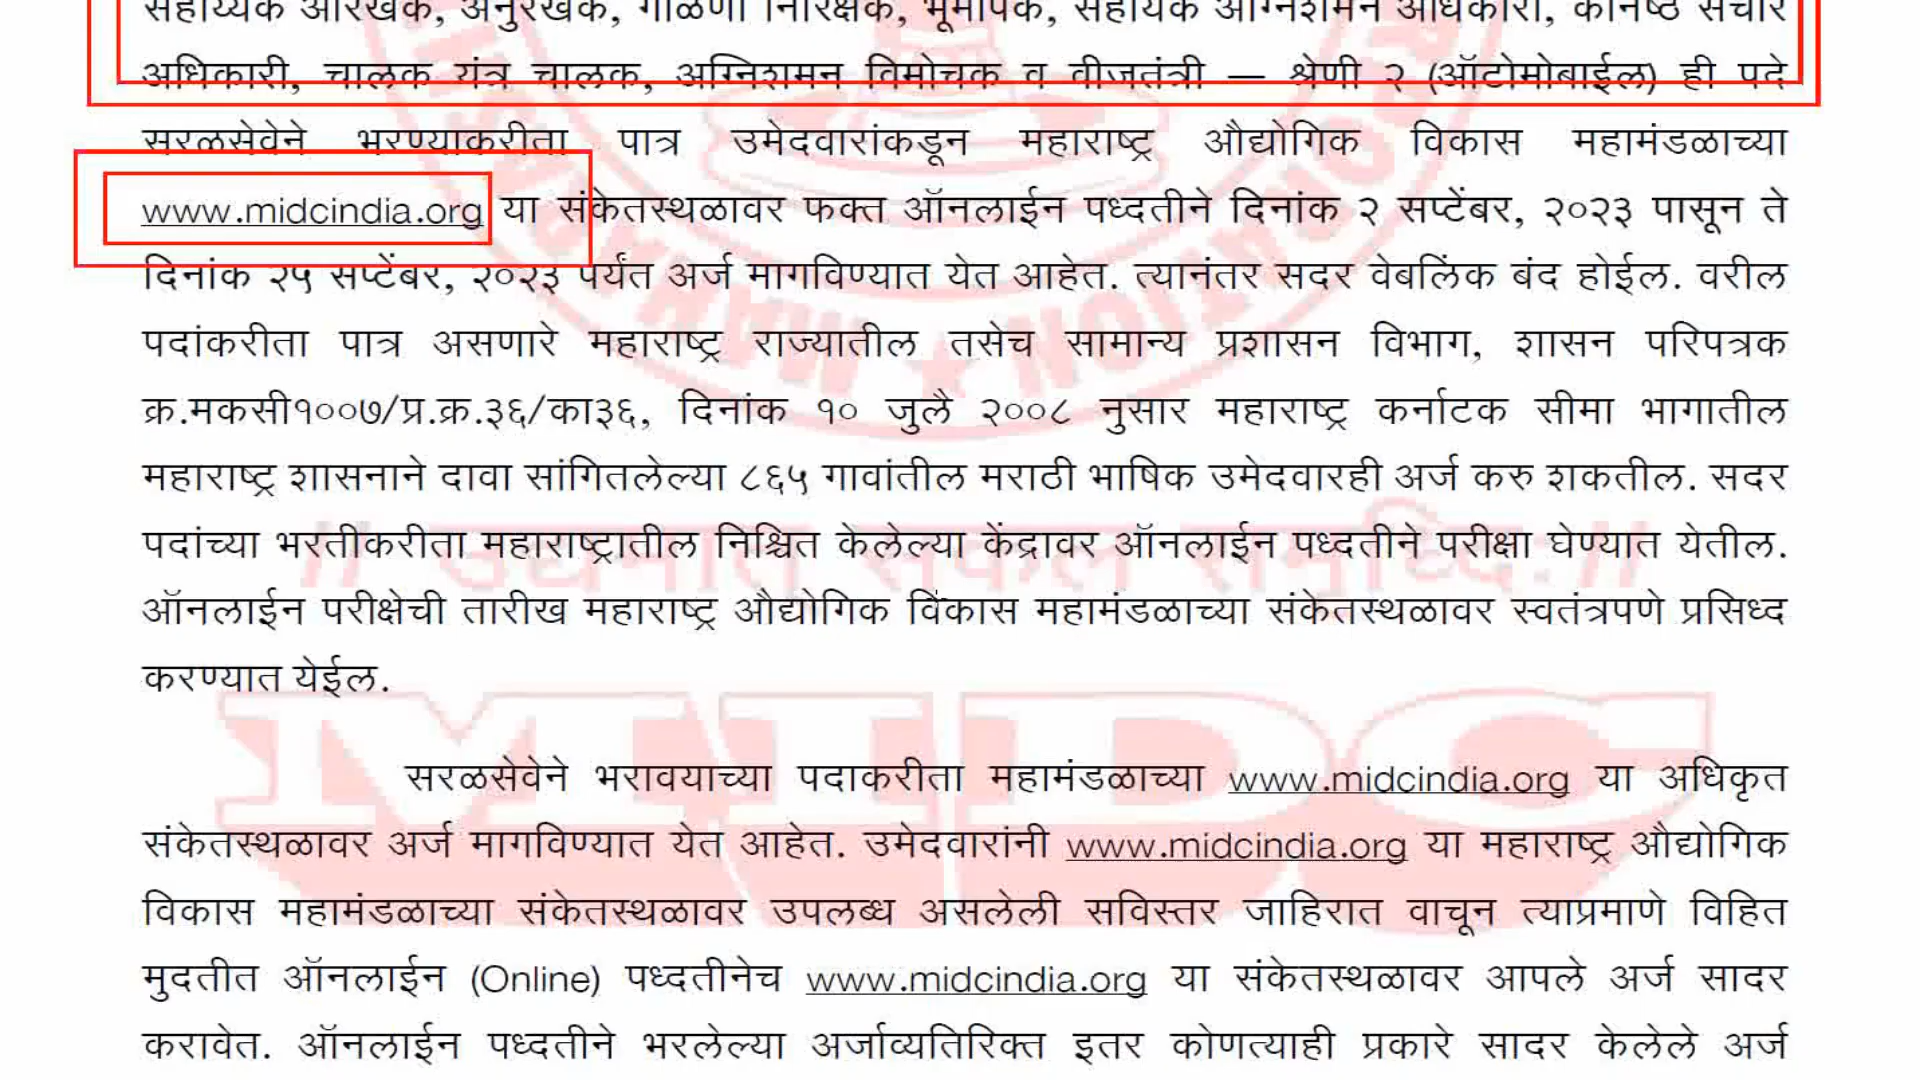 सहाय्यक आरेखक, अनुरेखक, गाळणी निरिक्षक, भूमापक, सहायक अग्निशमन अधिकारी, कनिष्ठ संचार
अधिकारी, चालक यंत्र चालक, अग्निशमन विमोचक व वीजतंत्री — श्रेणी २ (ऑटोमोबाईल) ही पदे
सरळसेवेने भरण्याकरीता पात्र उमेदवारांकडून महाराष्ट्र औद्योगिक विकास महामंडळाच्या
www.midcindia.org या संकेतस्थळावर फक्त ऑनलाईन पध्दतीने दिनांक २ सप्टेंबर, २०२३ पासून ते
दिनांक २५ सप्टेंबर, २०२३ पर्यंत अर्ज मागविण्यात येत आहेत. त्यानंतर सदर वेबलिंक बंद होईल. वरील
पदांकरीता पात्र असणारे महाराष्ट्र राज्यातील तसेच सामान्य प्रशासन विभाग, शासन परिपत्रक
क्र.मकसी१००७/प्र.क्र.३६/का३६, दिनांक १० जुलै २००८ नुसार महाराष्ट्र कर्नाटक सीमा भागातील
महाराष्ट्र शासनाने दावा सांगितलेल्या ८६५ गावांतील मराठी भाषिक उमेदवारही अर्ज करु शकतील. सदर
पदांच्या भरतीकरीता महाराष्ट्रातील निश्चित केलेल्या केंद्रावर ऑनलाईन पध्दतीने परीक्षा घेण्यात येतील.
// उद्यमात सकल समृध्दिः //
ऑनलाईन परीक्षेची तारीख महाराष्ट्र औद्योगिक विकास महामंडळाच्या संकेतस्थळावर स्वतंत्रपणे प्रसिध्द
करण्यात येईल.
MIDC
सरळसेवेने भरावयाच्या पदाकरीता महामंडळाच्या www.midcindia.org या अधिकृत
संकेतस्थळावर अर्ज मागविण्यात येत आहेत. उमेदवारांनी www.midcindia.org या महाराष्ट्र औद्योगिक
विकास महामंडळाच्या संकेतस्थळावर उपलब्ध असलेली सविस्तर जाहिरात वाचून त्याप्रमाणे विहित
मुदतीत ऑनलाईन (Online) पध्दतीनेच www.midcindia.org या संकेतस्थळावर आपले अर्ज सादर
करावेत. ऑनलाईन पध्दतीने भरलेल्या अर्जाव्यतिरिक्त इतर कोणत्याही प्रकारे सादर केलेले अर्ज